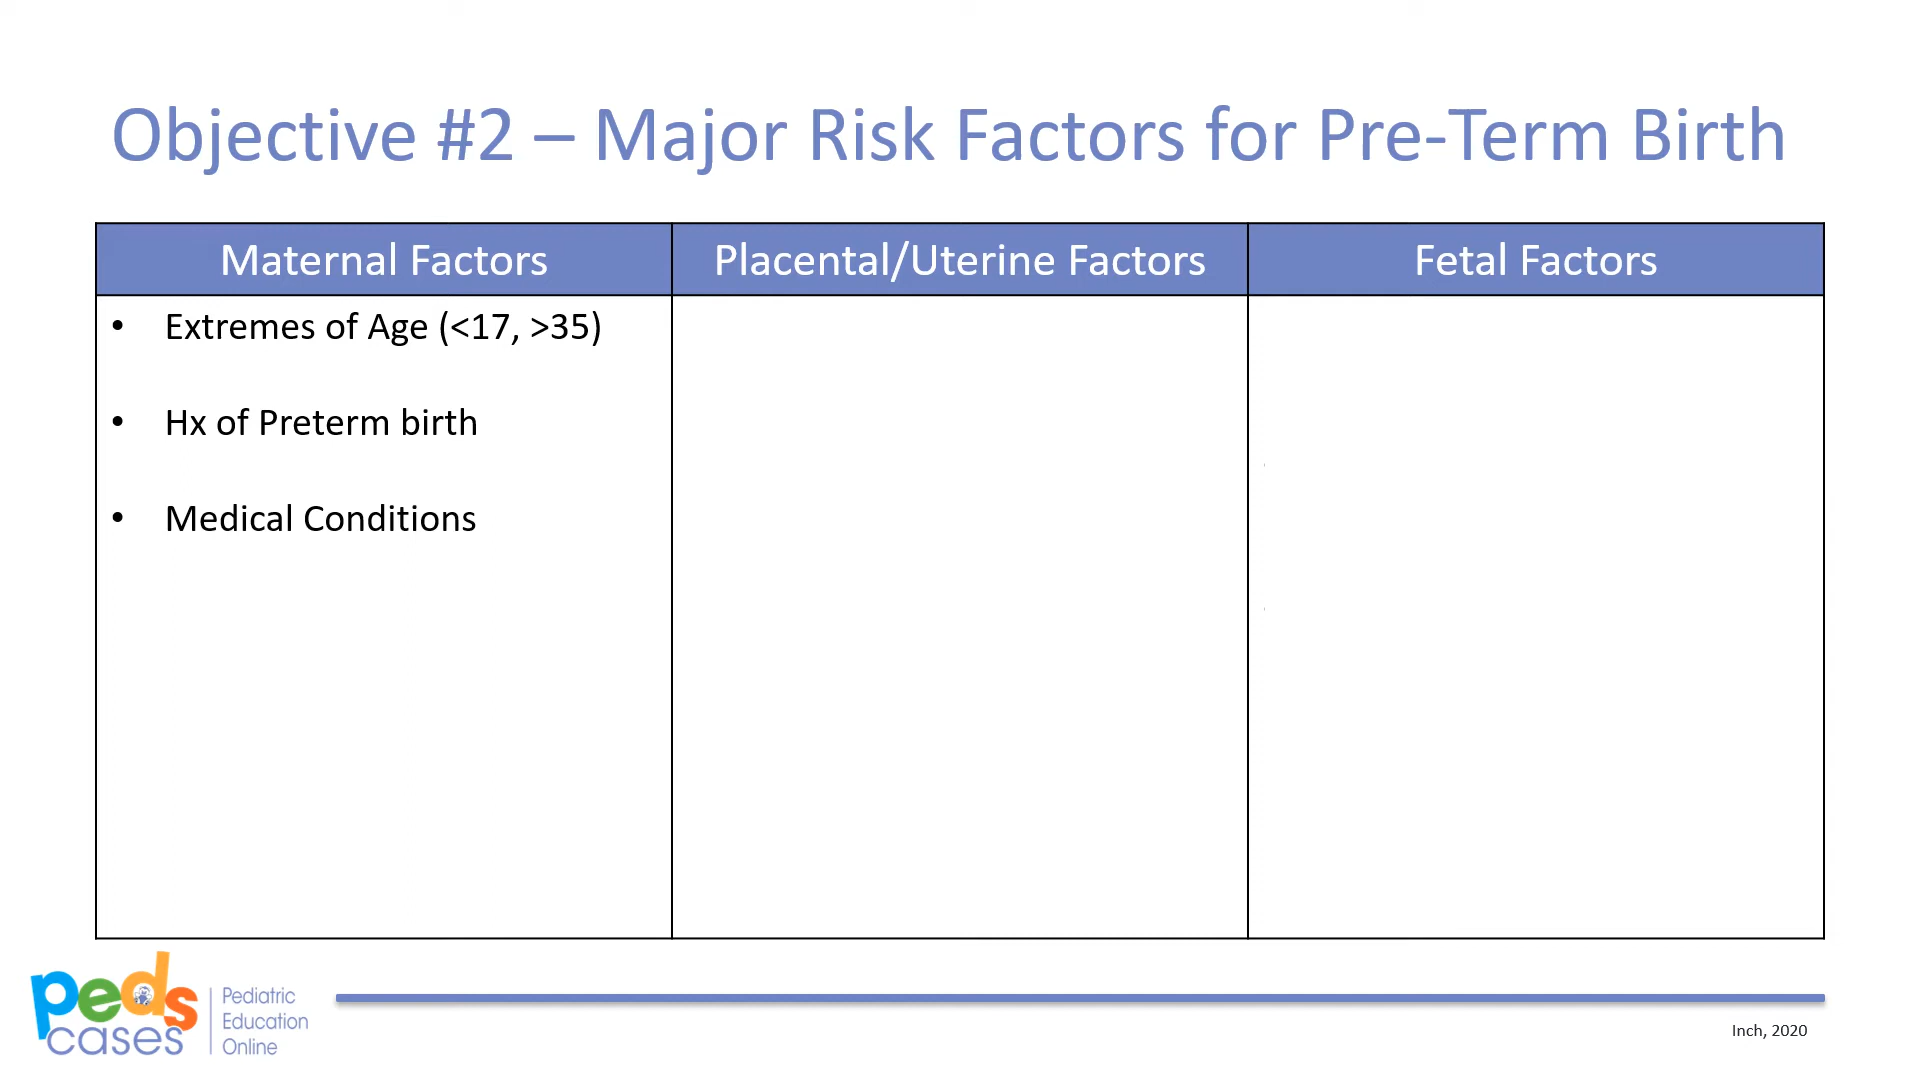 Objective #2 – Major Risk Factors for Pre-Term Birth
Maternal Factors
Placental/Uterine Factors
Fetal Factors
• Extremes of Age (<17, >35)
• Hx of Preterm birth
• Medical Conditions
peds
cases
Pediatric
Education
Online
Inch, 2020